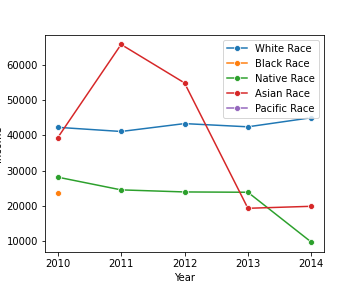 White Race
Black Race
Native Race
Asian Race
Pacific Race
60000
50000
40000
30000
20000
10000
2010 2011 2012 2013 2014
Year